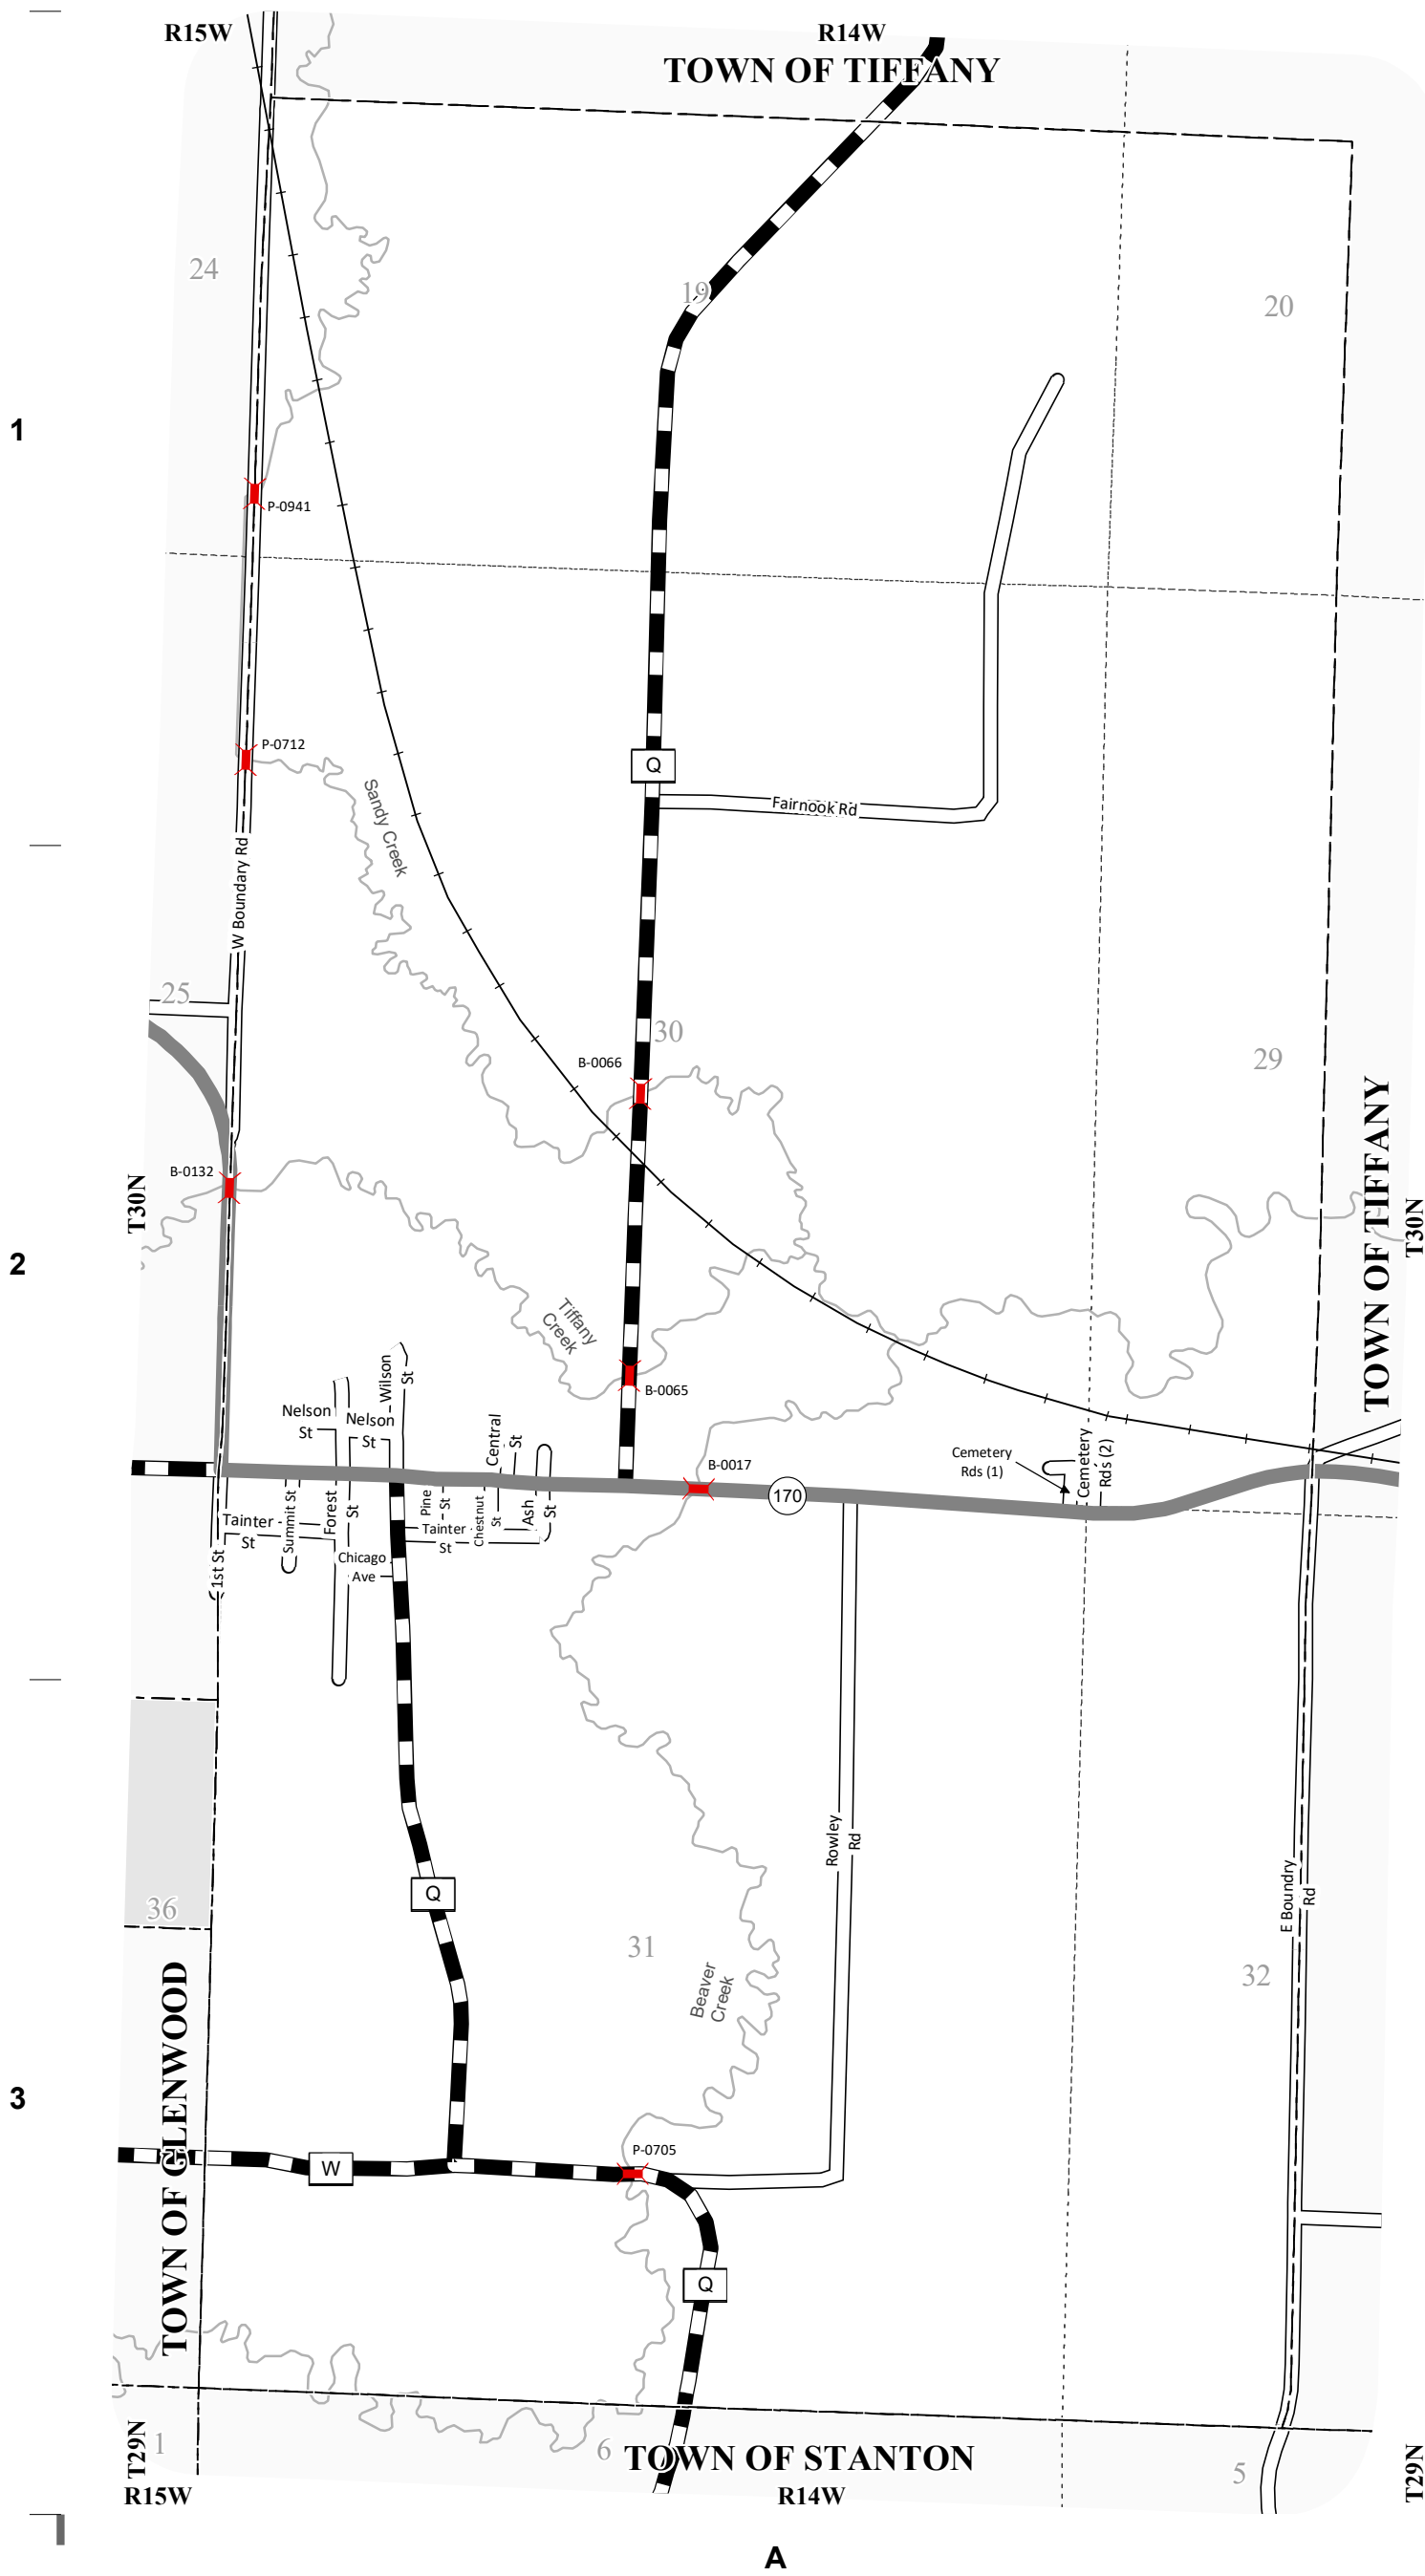 R15W
R14W
TOWN OF TIFFANY
24
19
20
1
P-0941
P-0712
Q
Sandy Creek
Fairnook Rd
W Boundary Rd
25
30
B-0066
29
TOWN OF TIFFANY
B-0132
T30N
T30N
2
Tiffany
Creek
B-0065
Wilson
St
Nelson
St
Nelson
St
Central
St
B-0017
Cemetery
Rds (1)
Cemetery
Rds (2)
170
Pine
St
Chestnut
St
Ash
St
Summit St
Forest
St
Tainter
St
Tainter
St
1st St
Chicago
Ave
Rowley
Rd
E Boundry
Rd
Q
36
31
32
Beaver
Creek
TOWN OF GLENWOOD
3
P-0705
W
Q
T29N
1
6
TOWN OF STANTON
5
T29N
R15W
R14W
A